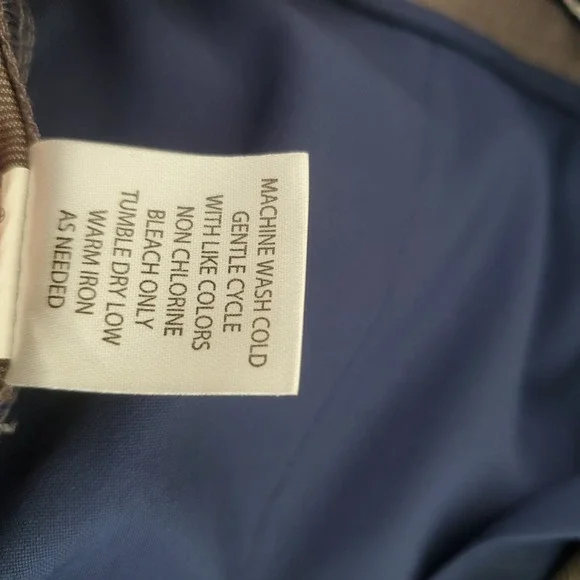 MACHINE WASH COLD
GENTLE CYCLE
WITH LIKE COLORS
NON CHLORINE
BLEACH ONLY
TUMBLE DRY LOW
WARM IRON
AS NEEDED